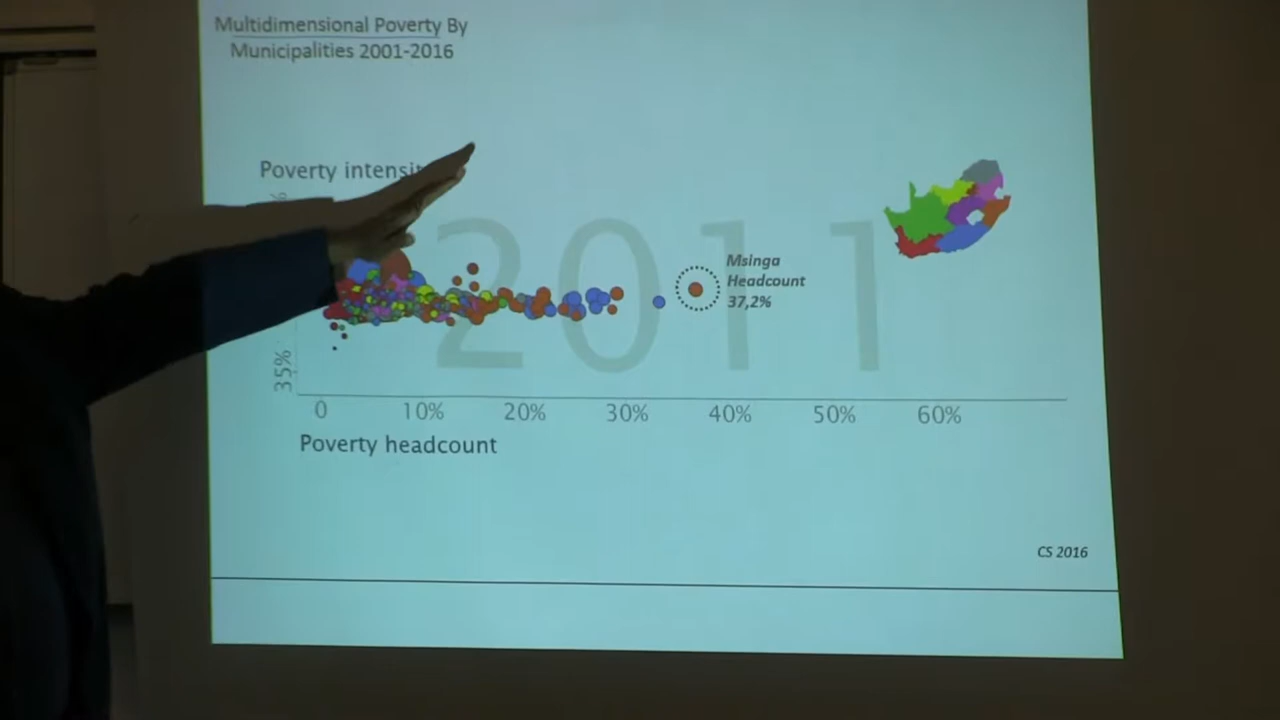 Multidimensional Poverty By
Municipalities 2001-2016
Poverty
2011
Msinga
Headcount
37,2%
35%
0 10% 20% 30% 40% 50% 60%
Poverty headcount
CS 2016